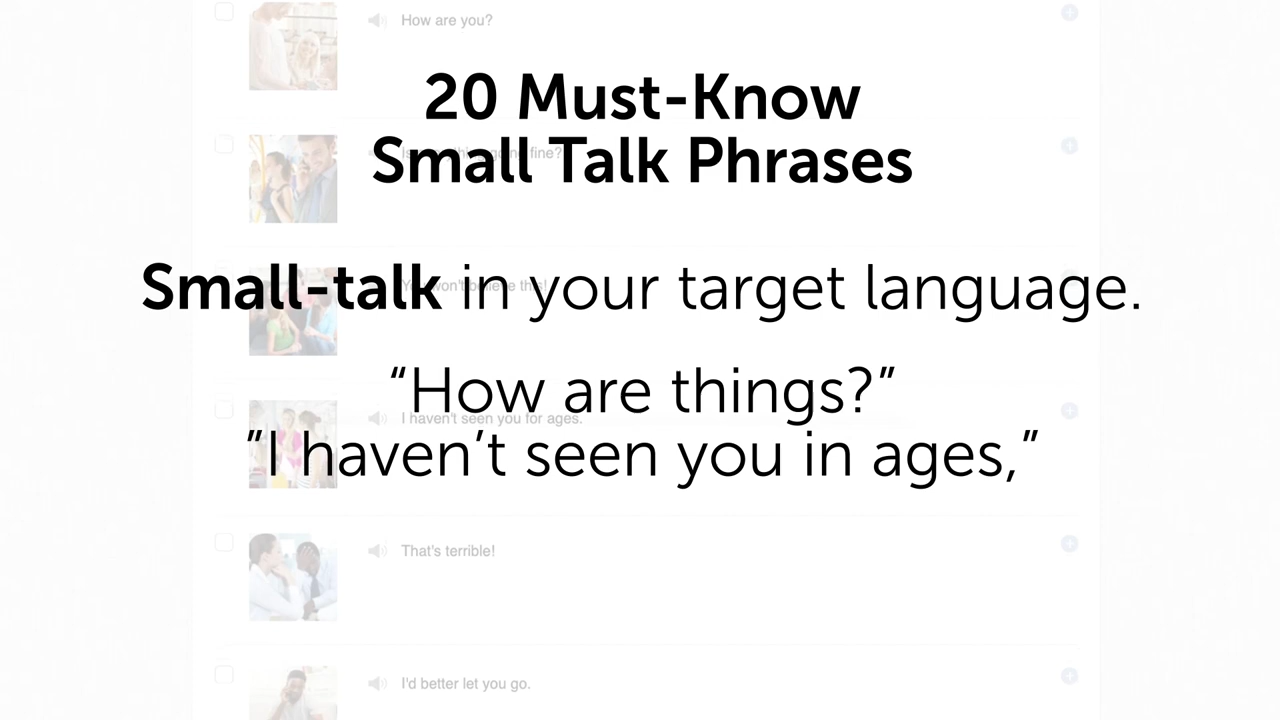 How are you?
20 Must-Know
Small Talk Phrases
fine?
Small-talk in your target language.
“How are things?”
I haven't seen you for ages.
”I haven’t seen you in ages,”
That's terrible!
I'd better let you go.